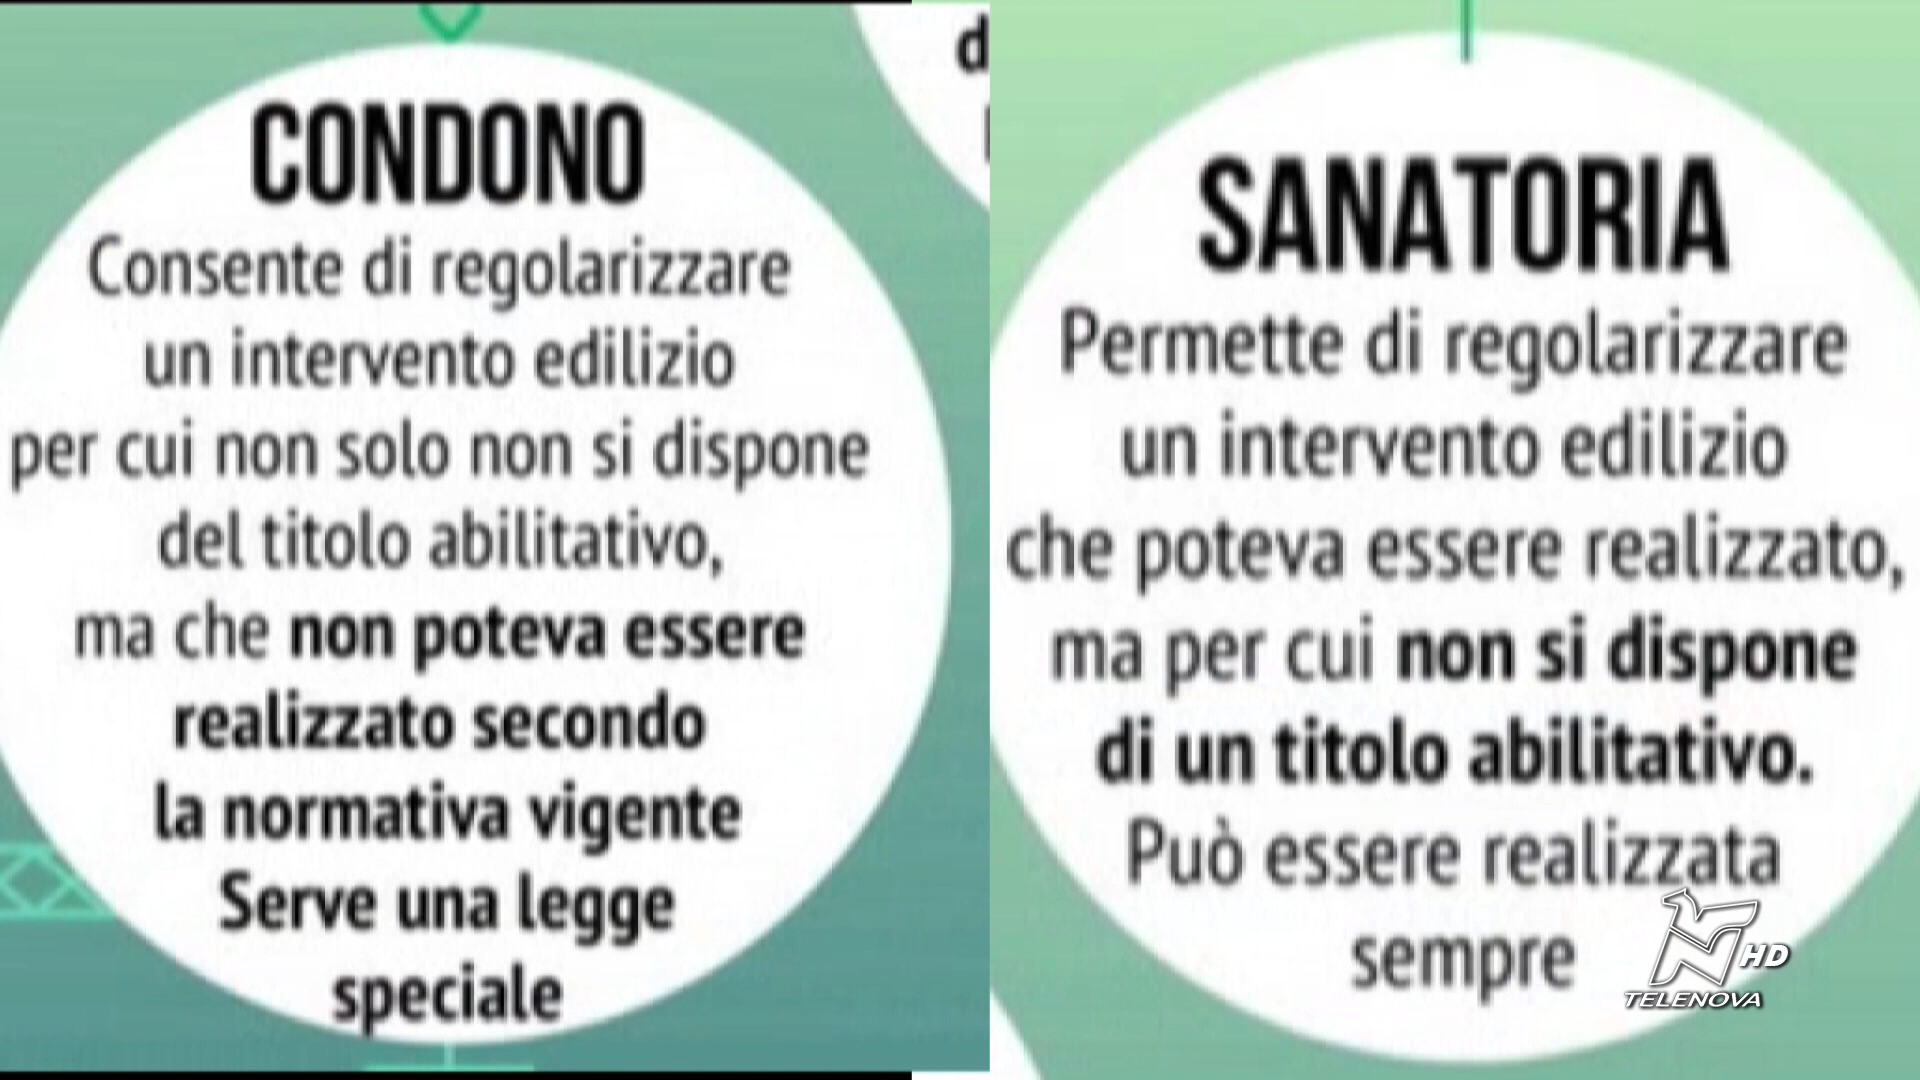 CONDONO
Consente di regolarizzare
un intervento edilizio
per cui non solo non si dispone
del titolo abilitativo,
ma che non poteva essere
realizzato secondo
la normativa vigente
Serve una legge
speciale
d
SANATORIA
Permette di regolarizzare
un intervento edilizio
che poteva essere realizzato,
ma per cui non si dispone
di un titolo abilitativo.
Può essere realizzata
sempre
HD
TELENOVA